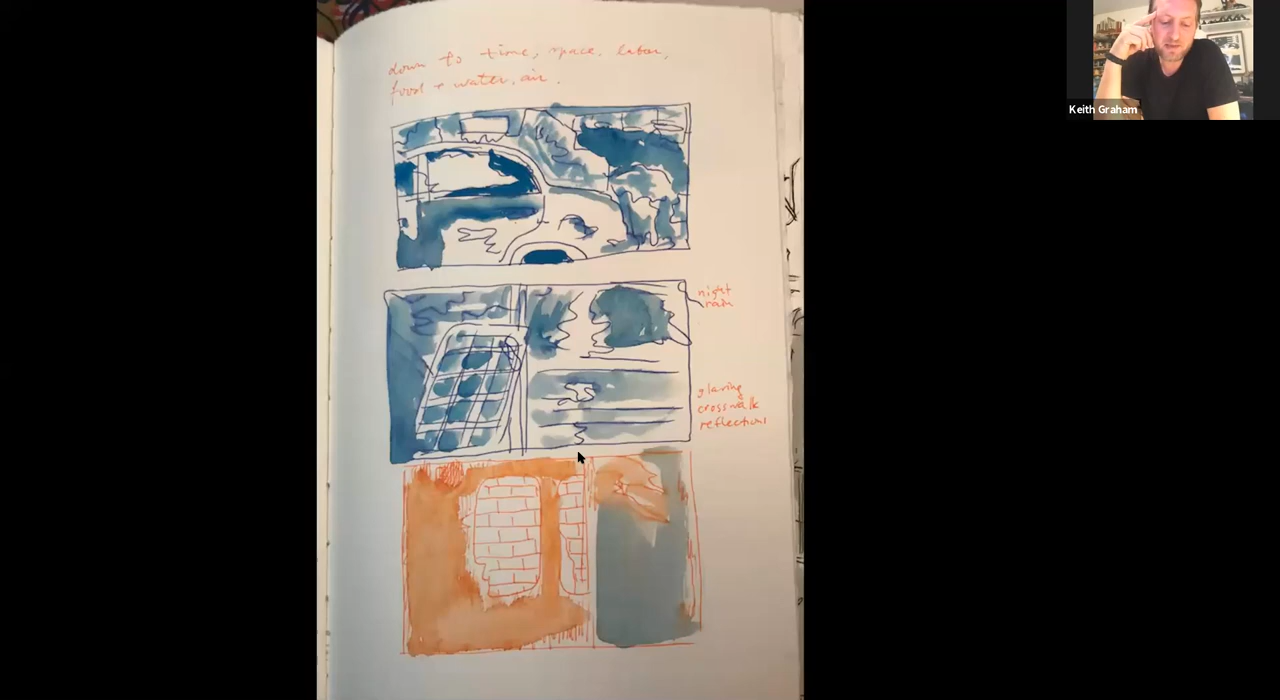 down to time, space, labor,
food + water, air.
night
rain
glaring
crosswalk
reflections
Keith Graham